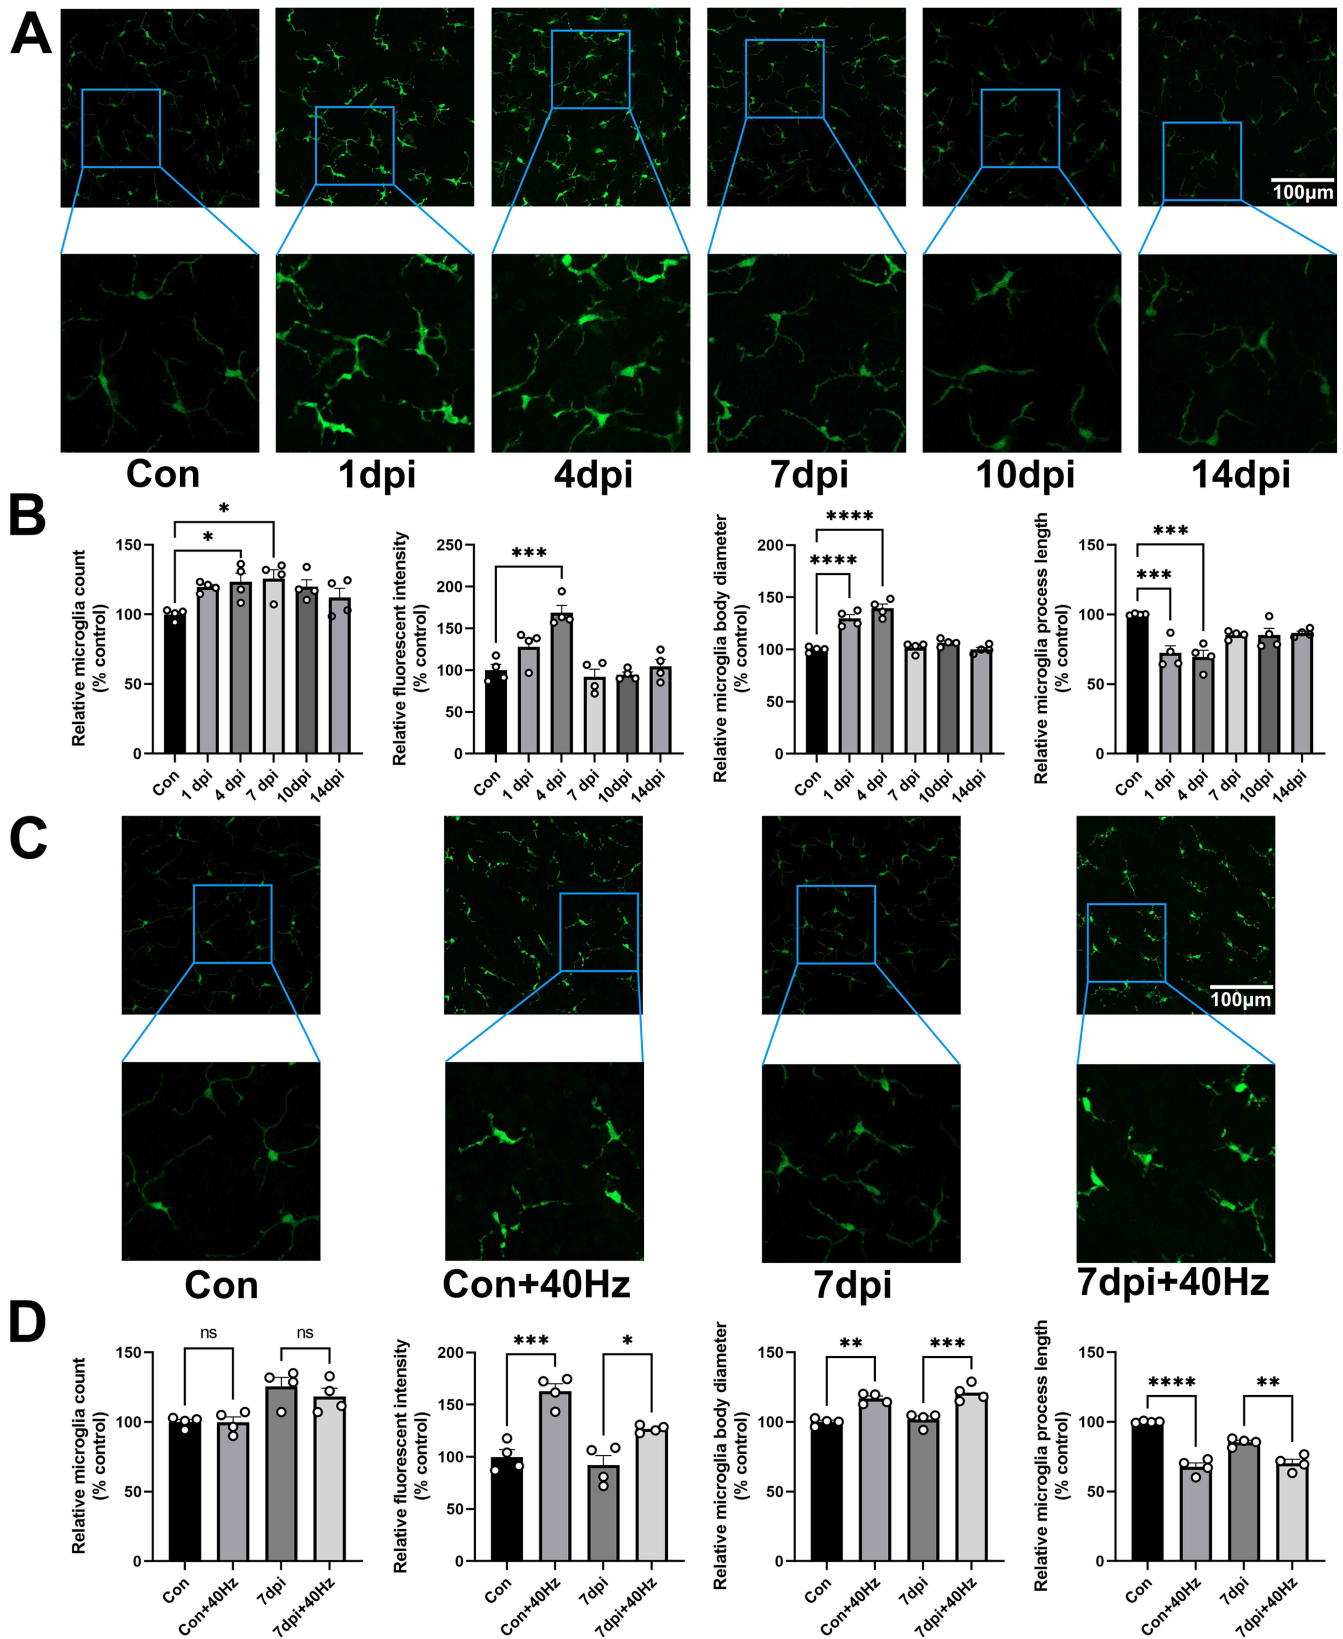 A
100μm
Con 1dpi 4dpi 7dpi 10dpi 14dpi
B
Relative microglia count
(% control)
150
100
50
0
* *
Con 1 dpi 4 dpi 7 dpi 10dpi 14dpi
Relative fluorescent intensity
(% control)
250
200
150
100
50
0
***
Con 1 dpi 4 dpi 7 dpi 10dpi 14dpi
Relative microglia body diameter
(% control)
200
150
100
50
0
****
****
Con 1 dpi 4 dpi 7 dpi 10dpi 14dpi
Relative microglia process length
(% control)
150
100
50
0
***
***
Con 1 dpi 4 dpi 7 dpi 10dpi 14dpi
C
100μm
Con Con+40Hz 7dpi 7dpi+40Hz
D
Relative microglia count
(% control)
150
100
50
0
ns ns
Con Con+40Hz 7dpi 7dpi+40Hz
Relative fluorescent intensity
(% control)
200
150
100
50
0
*** *
Con Con+40Hz 7dpi 7dpi+40Hz
Relative microglia body diameter
(% control)
150
100
50
0
** ***
Con Con+40Hz 7dpi 7dpi+40Hz
Relative microglia process length
(% control)
150
100
50
0
**** **
Con Con+40Hz 7dpi 7dpi+40Hz